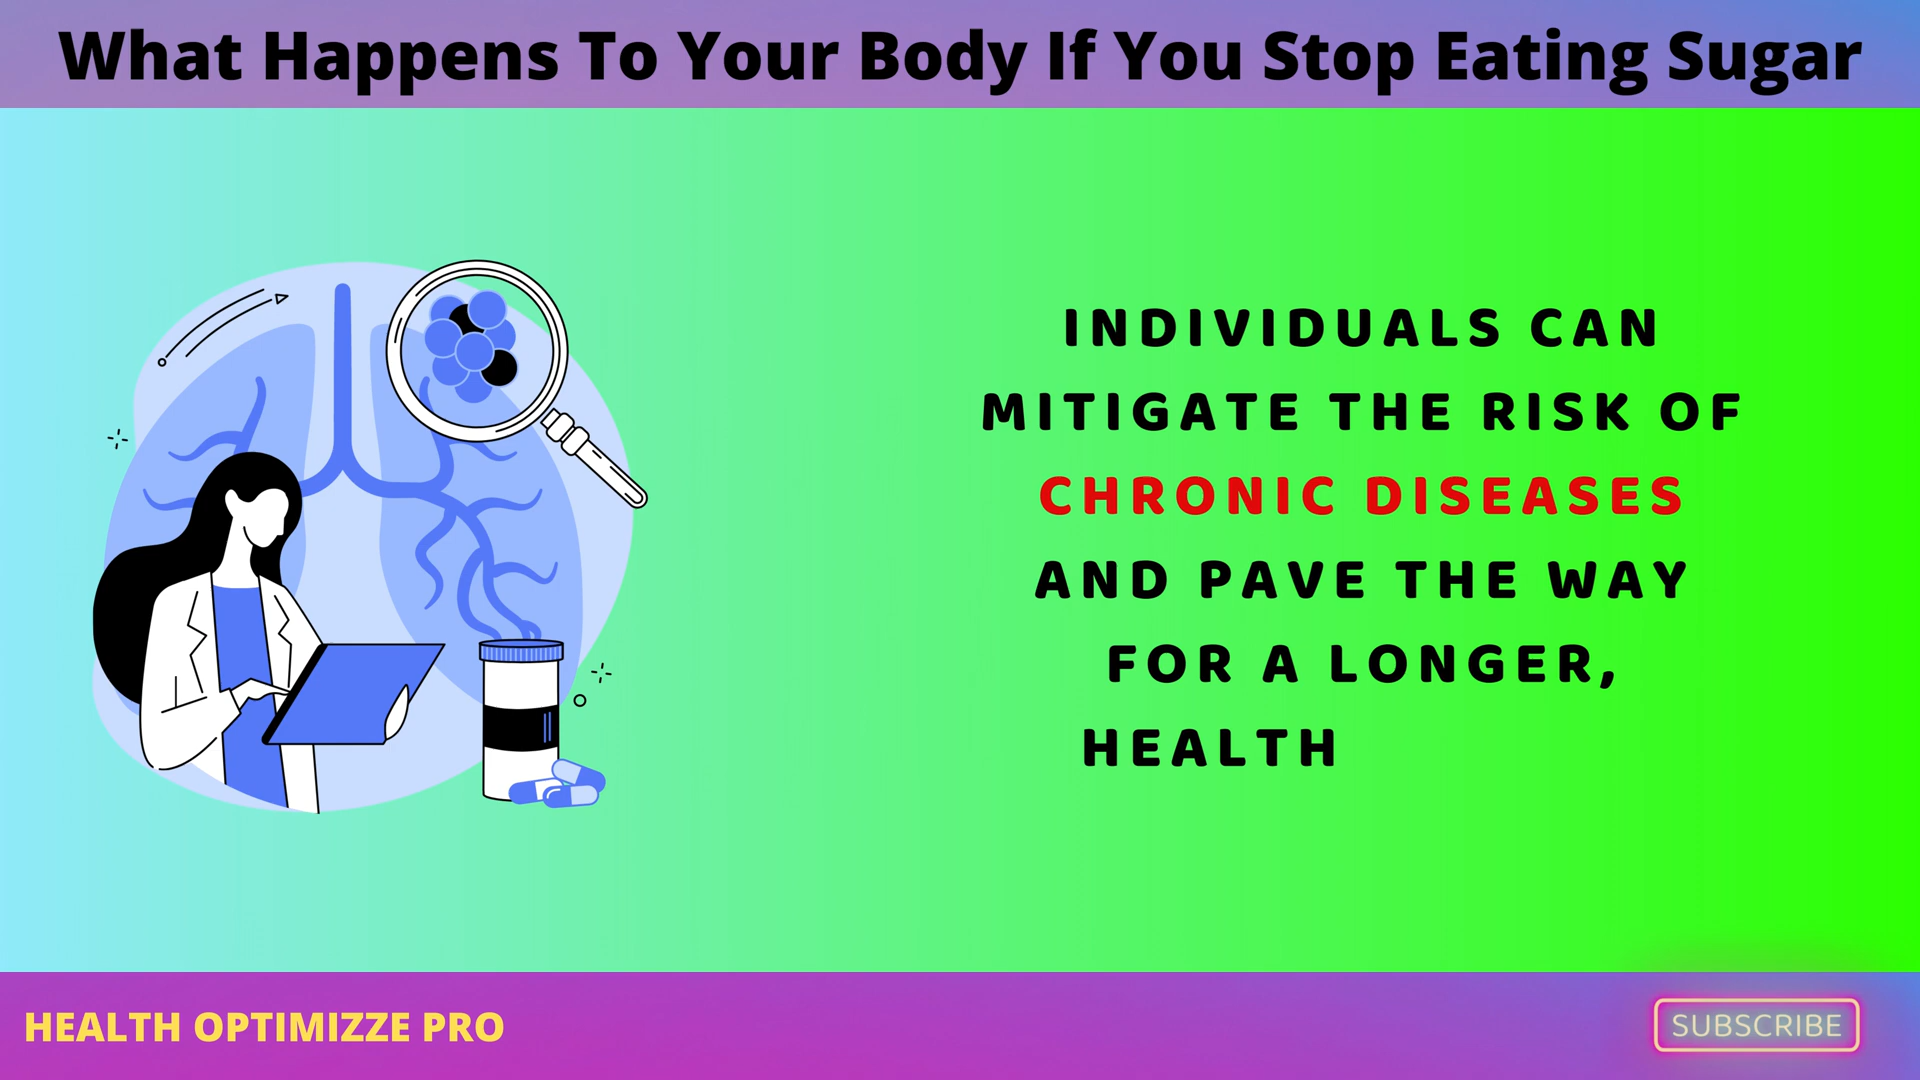 What Happens To Your Body If You Stop Eating Sugar
INDIVIDUALS CAN
MITIGATE THE RISK OF
CHRONIC DISEASES
AND PAVE THE WAY
FOR A LONGER,
HEALTH
HEALTH OPTIMIZZE PRO
SUBSCRIBE